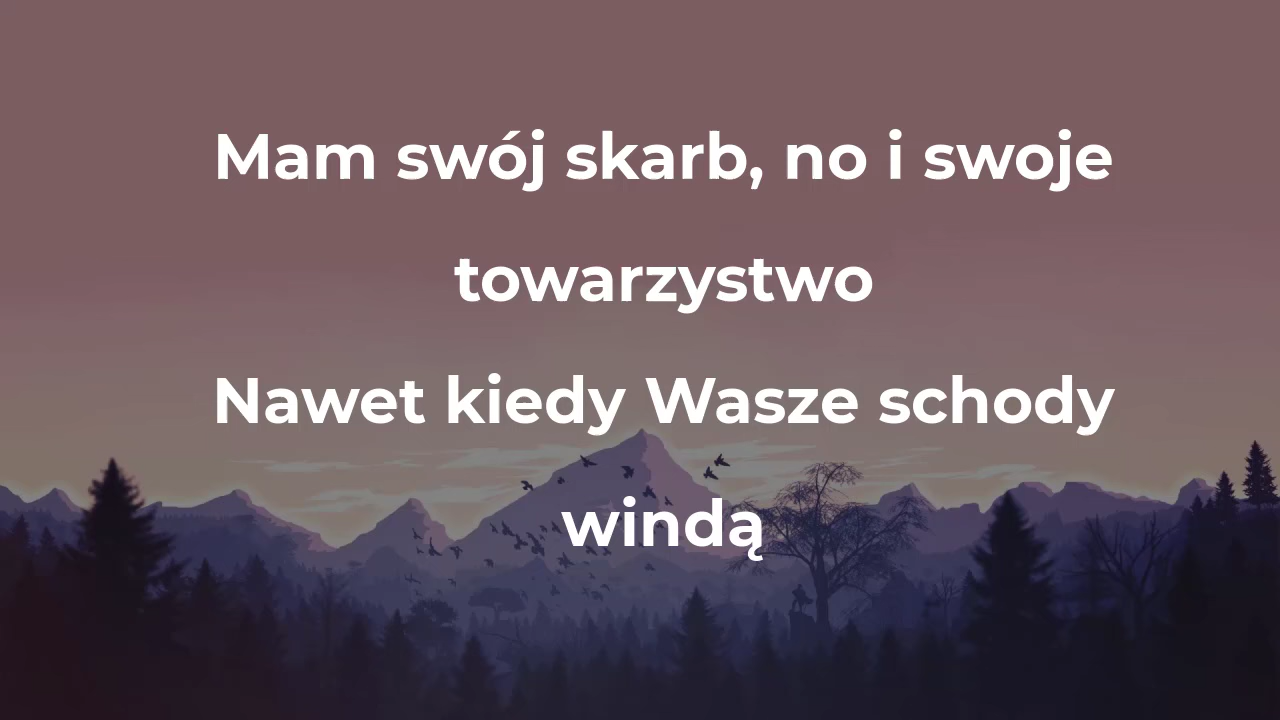 Mam swój skarb, no i swoje
towarzystwo
Nawet kiedy Wasze schody
windą